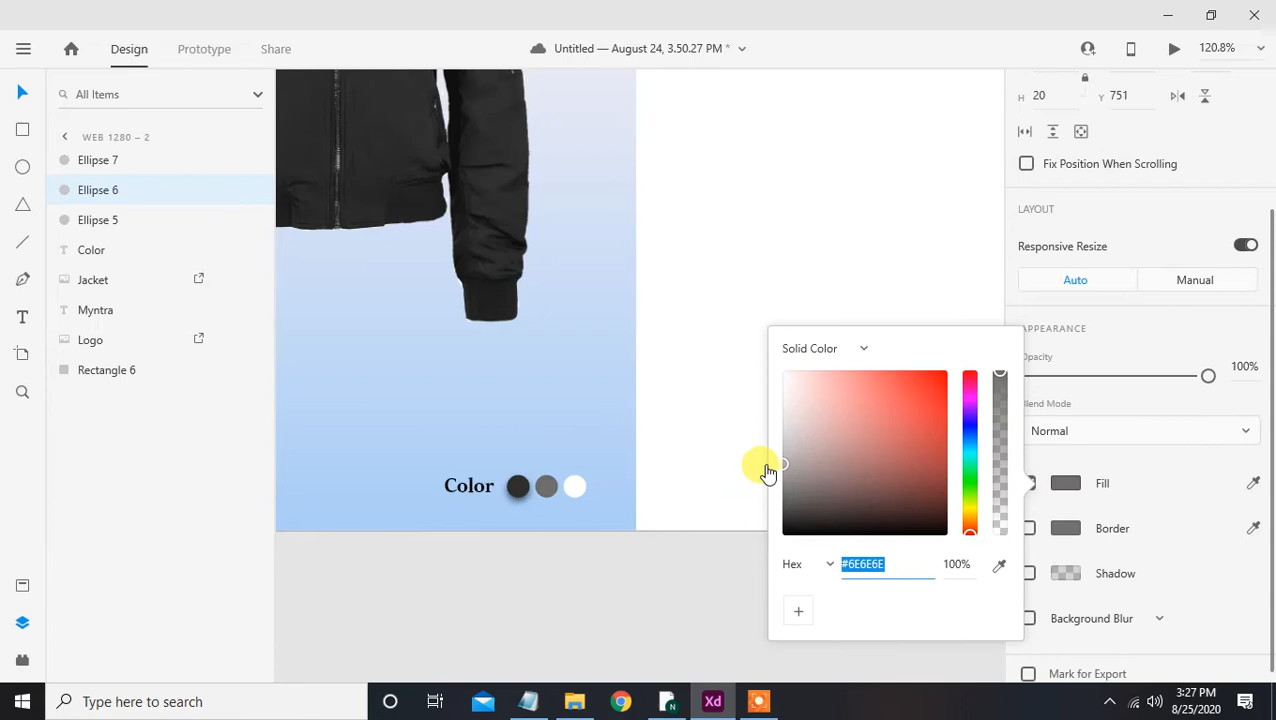 Design
Prototype
Share
Untitled — August 24, 3.50.27 PM *
120.8%
All Items
WEB 1280 – 2
Ellipse 7
Ellipse 6
Ellipse 5
Color
Jacket
Myntra
Logo
Rectangle 6
Color
H 20
Y 751
Fix Position When Scrolling
LAYOUT
Responsive Resize
Auto
Manual
APPEARANCE
Opacity
100%
Blend Mode
Normal
Fill
Border
Shadow
Background Blur
Mark for Export
Solid Color
Hex
#6E6E6E
100%
Type here to search
Xd
N
3:27 PM
8/25/2020